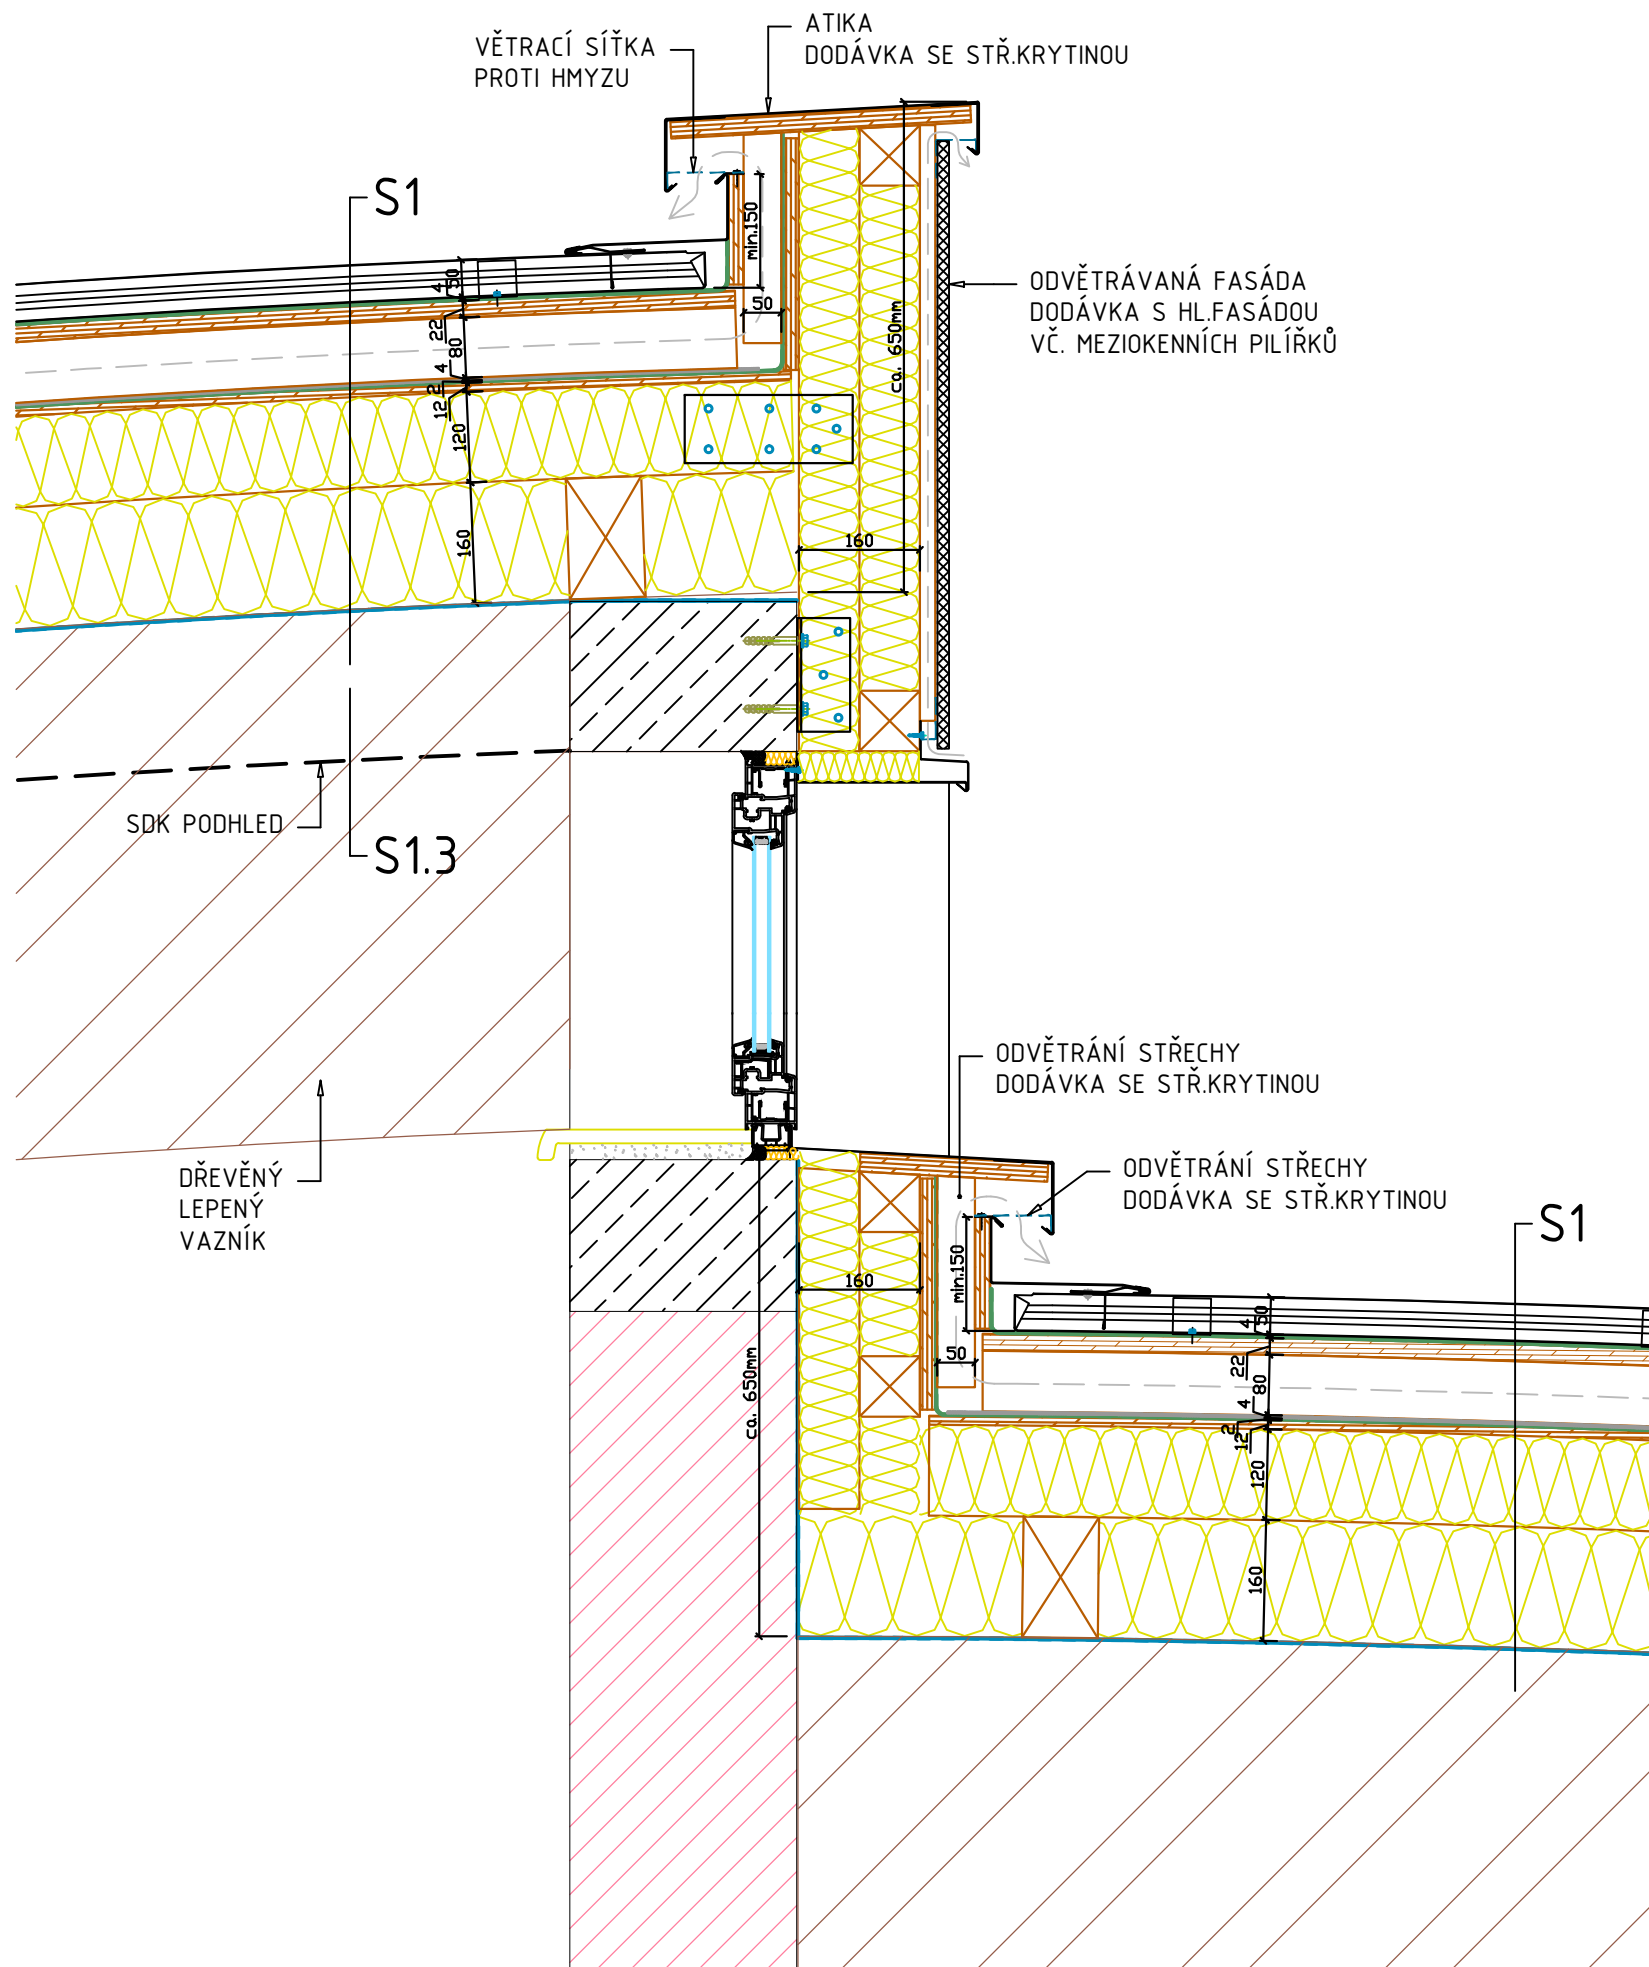 ATIKA
DODÁVKA SE STŘ.KRYTINOU
VĚTRACÍ SÍŤKA
PROTI HMYZU
S1
min.150
50
ca. 650mm
ODVĚTRÁVANÁ FASÁDA
DODÁVKA S HL.FASÁDOU
VČ. MEZIOKENNÍCH PILÍŘKŮ
4
50
22
80
4
2
12
120
160
160
SDK PODHLED
S1.3
DŘEVĚNÝ
LEPENÝ
VAZNÍK
ODVĚTRÁNÍ STŘECHY
DODÁVKA SE STŘ.KRYTINOU
ODVĚTRÁNÍ STŘECHY
DODÁVKA SE STŘ.KRYTINOU
S1
160
min.150
50
ca. 650mm
4
50
22
80
4
2
12
120
160